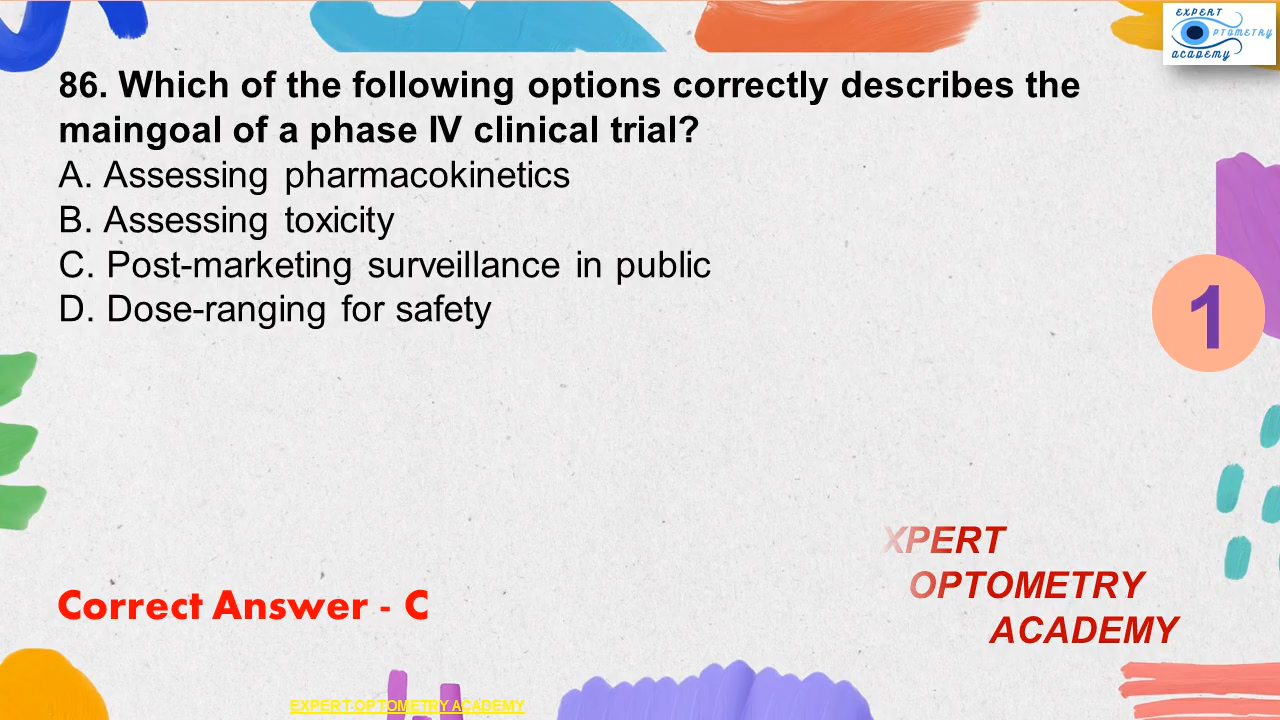 EXPERT
PTOMETRY
academy
86. Which of the following options correctly describes the
maingoal of a phase IV clinical trial?
A. Assessing pharmacokinetics
B. Assessing toxicity
C. Post-marketing surveillance in public
D. Dose-ranging for safety
1
XPERT
OPTOMETRY
ACADEMY
Correct Answer - C
EXPERT OPTOMETRY ACADEMY